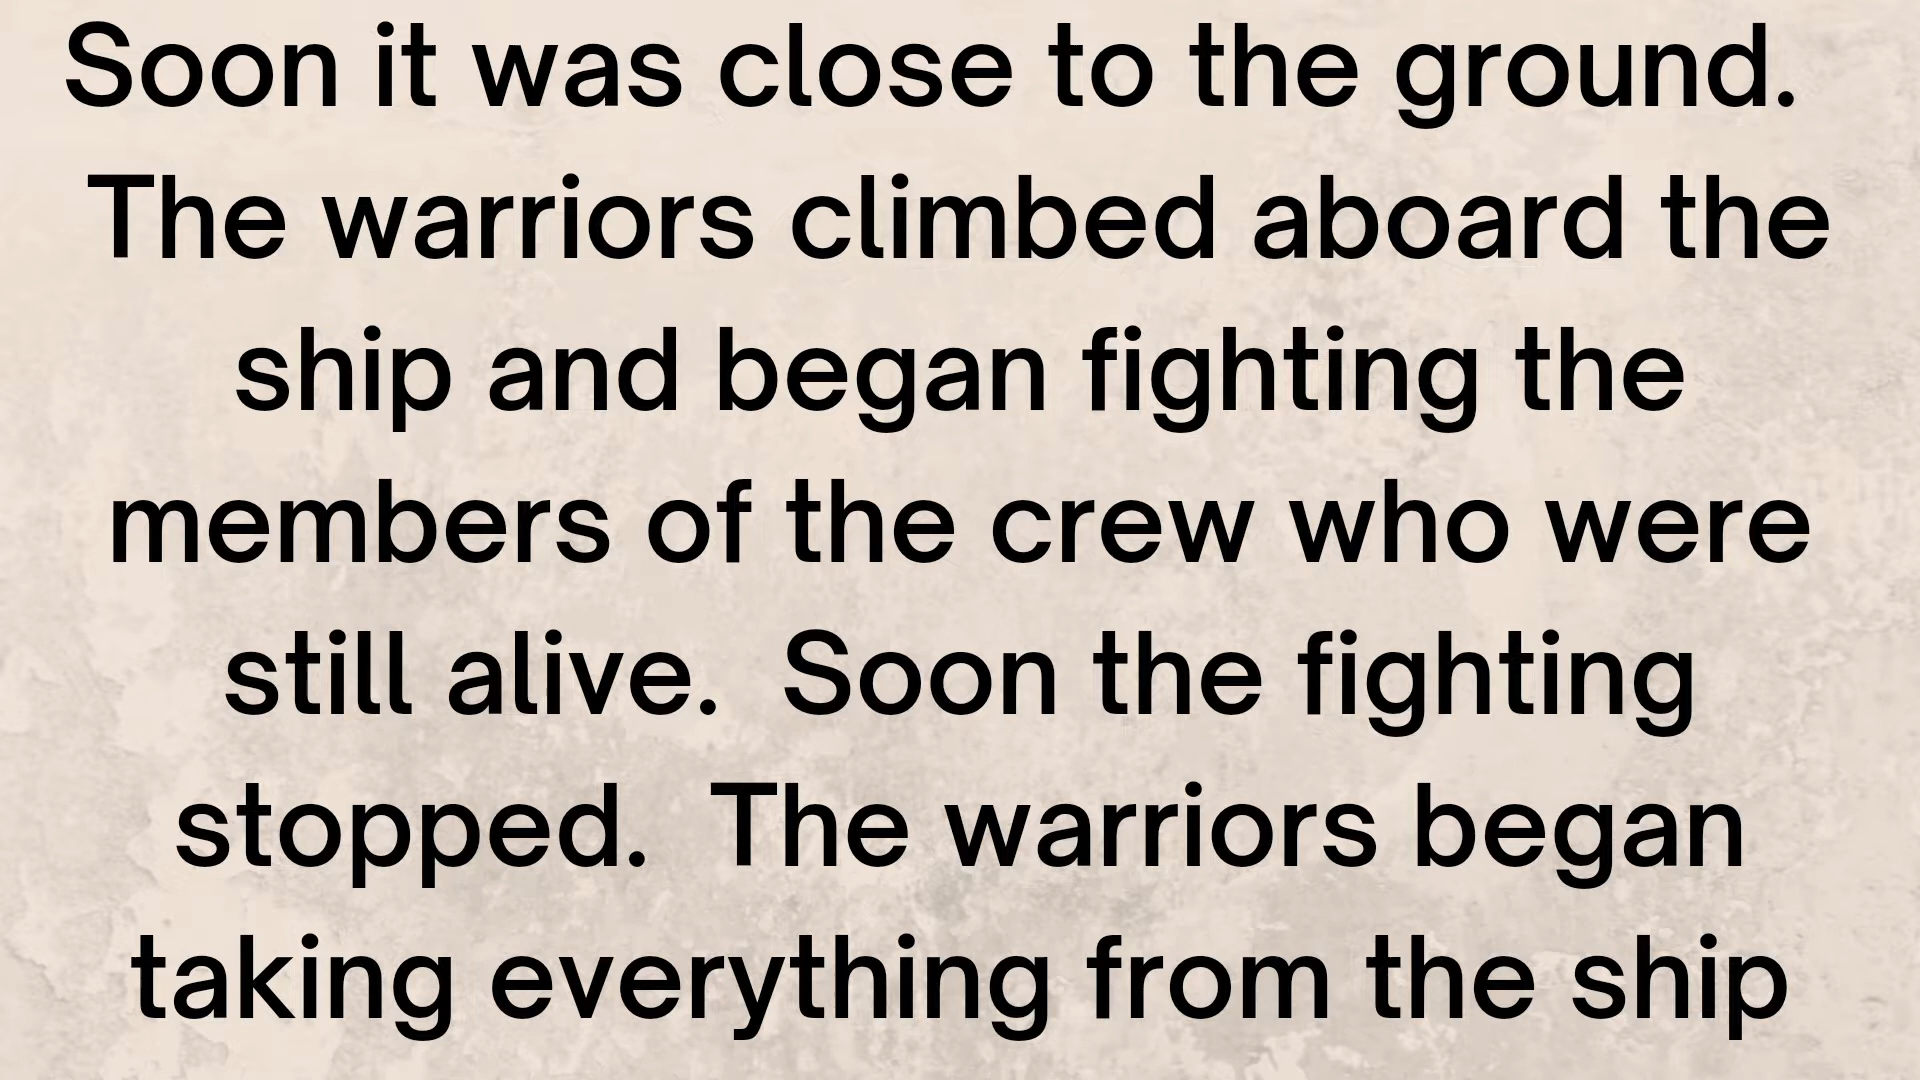 Soon it was close to the ground.
The warriors climbed aboard the
ship and began fighting the
members of the crew who were
still alive.  Soon the fighting
stopped.  The warriors began
taking everything from the ship